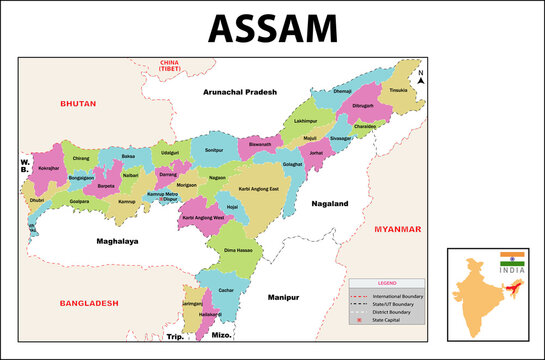 ASSAM
CHINA
(TIBET)
N
BHUTAN
Arunachal Pradesh
Tinsukia
Dhemaji
Dibrugarh
Lakhimpur
Charaideo
Majuli
Sivasagar
Biswanath
Sonitpur
Jorhat
Udalguri
Golaghat
W.
B.
Kokrajhar
Chirang
Baksa
Darrang
Nagaon
Bongaigaon
Nalbari
Barpeta
Morigaon
Karbi Anglong East
Dhubri
Goalpara
Kamrup
Kamrup Metro
Dispur
Hojai
Nagaland
Karbi Anglong West
MYANMAR
Maghalaya
Dima Hassao
INDIA
LEGEND
International Boundary
State/UT Boundary
District Boundary
State Capital
Cachar
BANGLADESH
Manipur
Karimganj
Hailakandi
Trip.
Mizo.